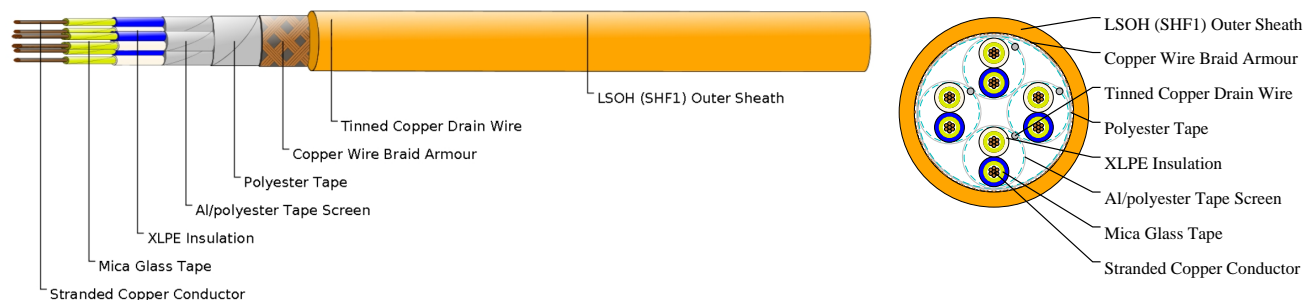 LSOH (SHF1) Outer Sheath
Tinned Copper Drain Wire
Copper Wire Braid Armour
Polyester Tape
Al/polyester Tape Screen
XLPE Insulation
Mica Glass Tape
Stranded Copper Conductor
LSOH (SHF1) Outer Sheath
Copper Wire Braid Armour
Tinned Copper Drain Wire
Polyester Tape
XLPE Insulation
Al/polyester Tape Screen
Mica Glass Tape
Stranded Copper Conductor